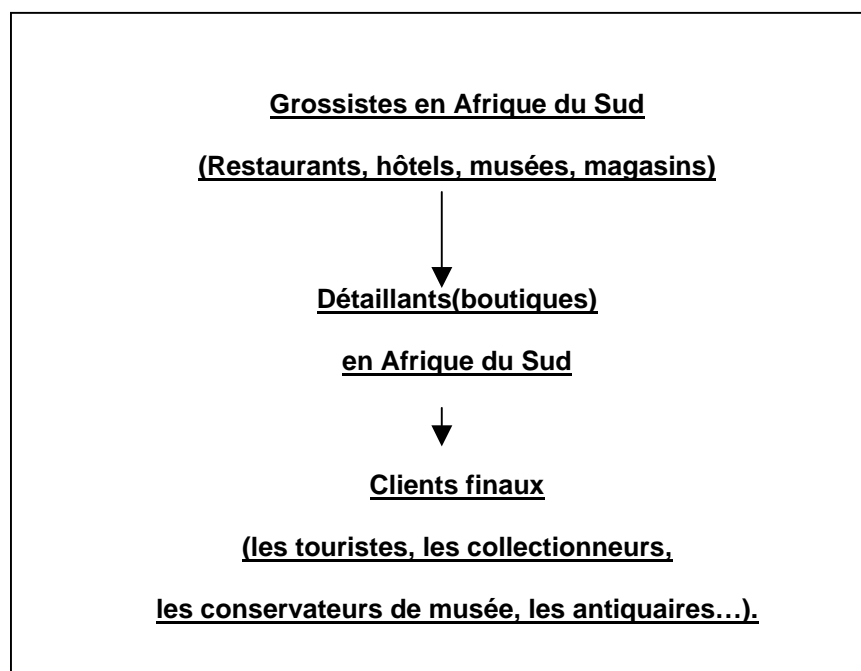 Grossistes en Afrique du Sud
(Restaurants, hôtels, musées, magasins)
Détaillants(boutiques)
en Afrique du Sud
Clients finaux
(les touristes, les collectionneurs,
les conservateurs de musée, les antiquaires…).